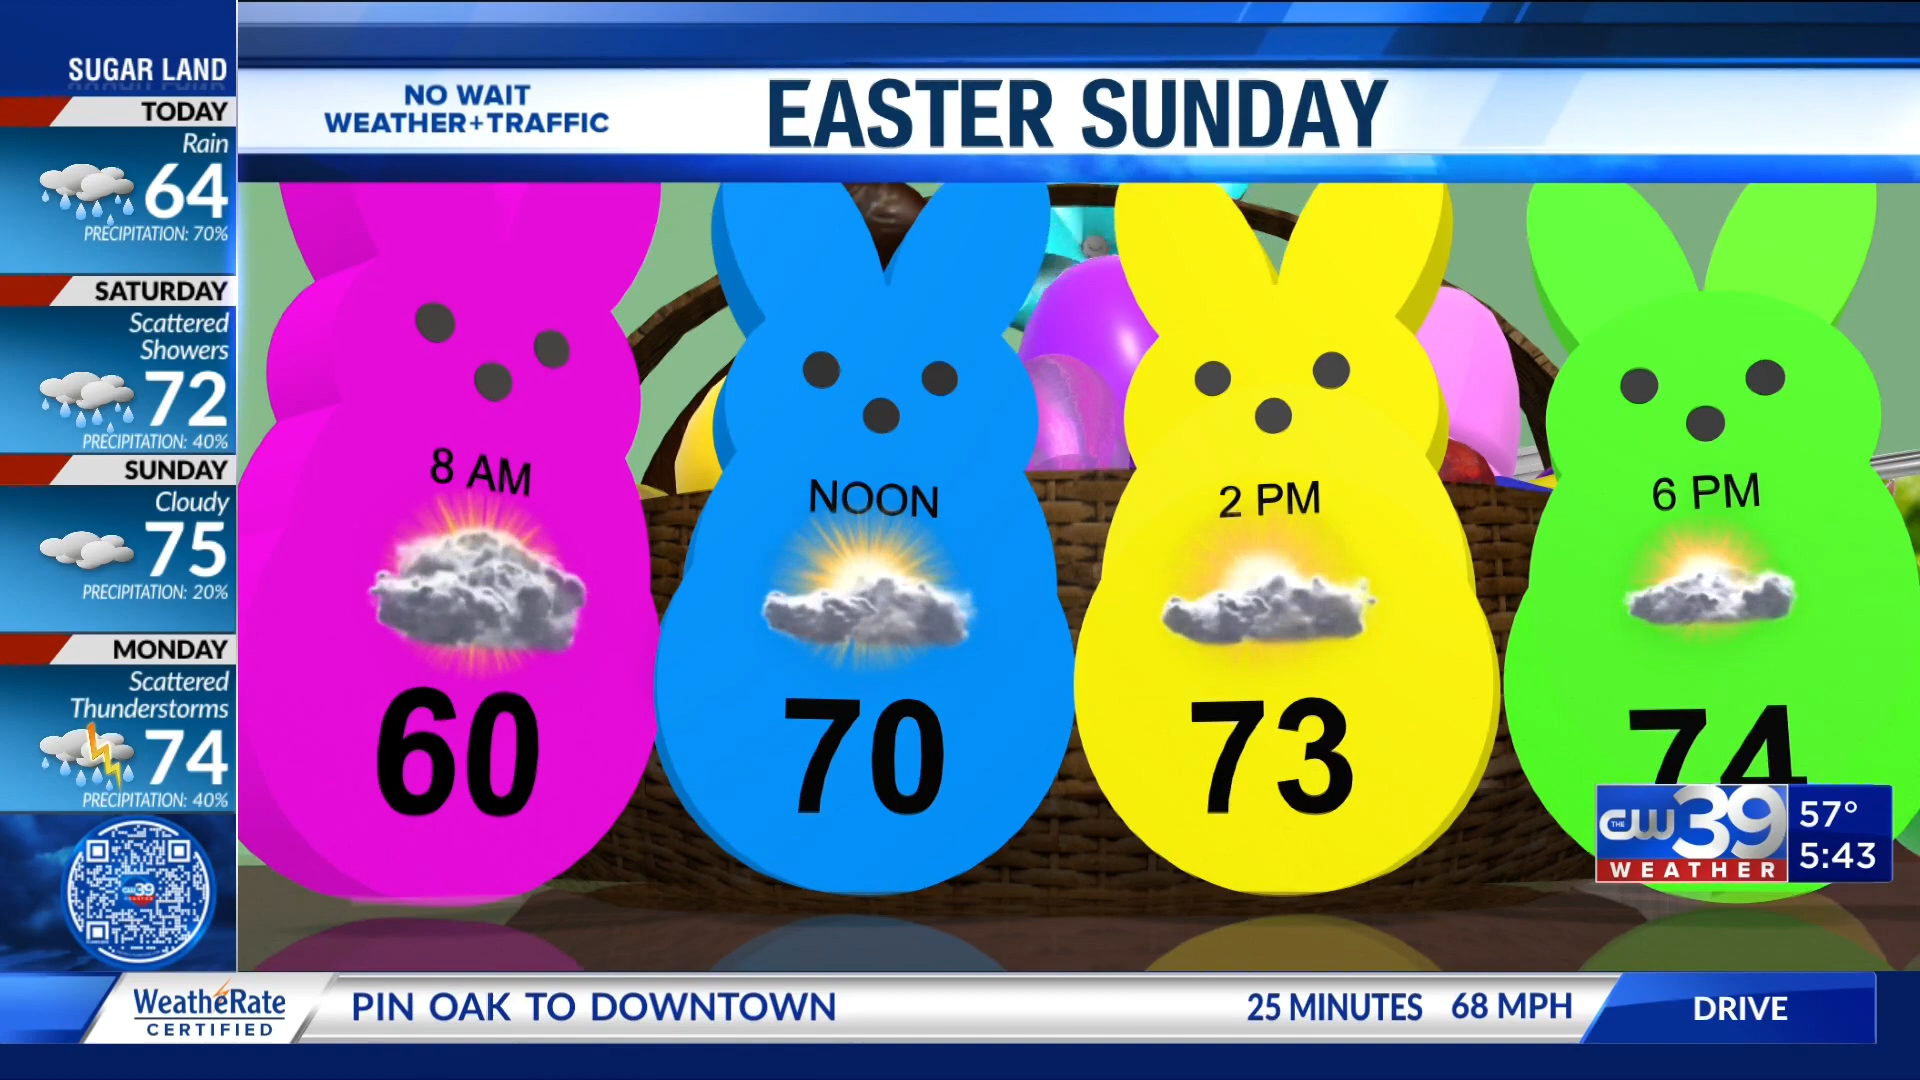 SUGAR LAND
TODAY
Rain
64
PRECIPITATION: 70%
SATURDAY
Scattered
Showers
72
PRECIPITATION: 40%
SUNDAY
Cloudy
75
PRECIPITATION: 20%
MONDAY
Scattered
Thunderstorms
74
PRECIPITATION: 40%
NO WAIT
WEATHER+TRAFFIC
EASTER SUNDAY
8 AM
60
NOON
70
2 PM
73
6 PM
74
THE CW39
WEATHER
57°
5:43
CW39
WeatheRate
CERTIFIED
PIN OAK TO DOWNTOWN
25 MINUTES 68 MPH
DRIVE